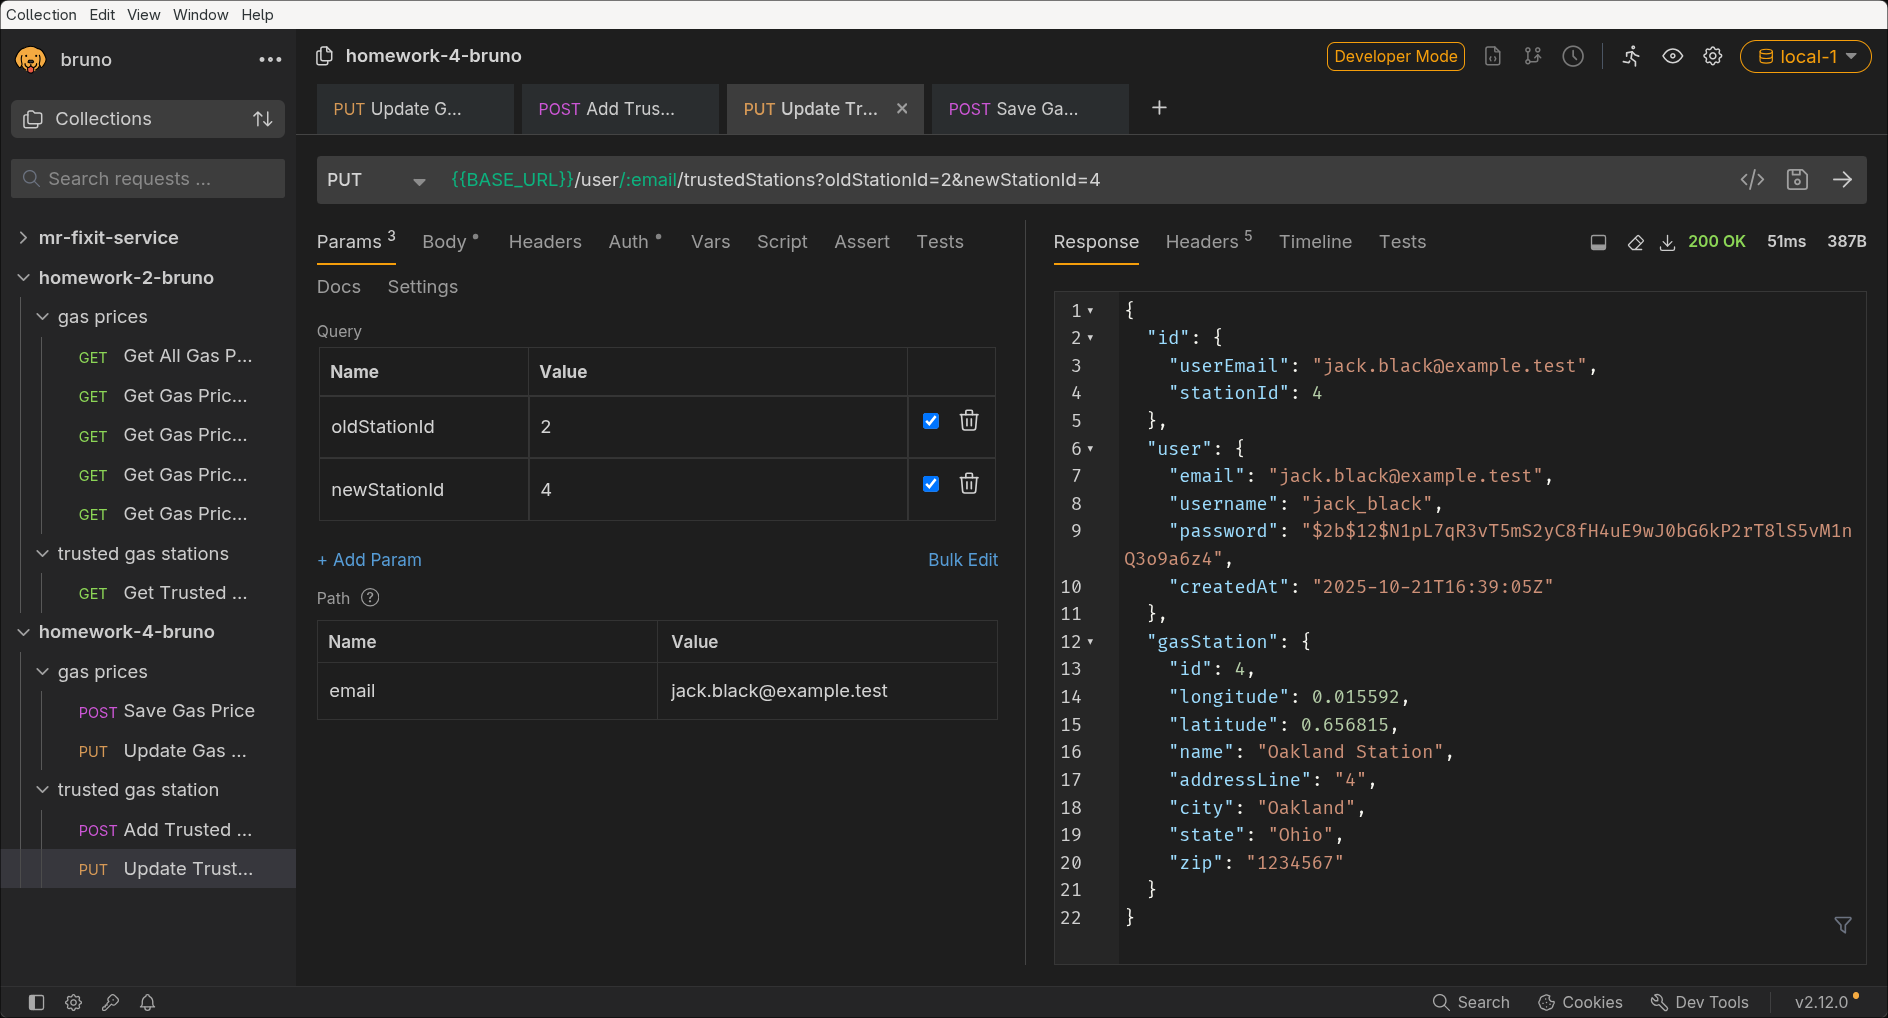 Collection Edit View Window Help
bruno
Collections
Search requests ...
mr-fixit-service
homework-2-bruno
gas prices
GET Get All Gas P...
GET Get Gas Pric...
GET Get Gas Pric...
GET Get Gas Pric...
GET Get Gas Pric...
trusted gas stations
GET Get Trusted ...
homework-4-bruno
gas prices
POST Save Gas Price
PUT Update Gas ...
trusted gas station
POST Add Trusted ...
PUT Update Trust...
homework-4-bruno
Developer Mode
local-1
PUT Update G...
POST Add Trus...
PUT Update Tr...
POST Save Ga...
PUT {{BASE_URL}}/user/:email/trustedStations?oldStationId=2&newStationId=4
Params 3 Body Headers Auth Vars Script Assert Tests
Docs Settings
Query
Name Value
oldStationId 2
newStationId 4
+ Add Param Bulk Edit
Path ?
Name Value
email jack.black@example.test
Response Headers 5 Timeline Tests
200 OK 51ms 387B
1 {
2 "id": {
3 "userEmail": "jack.black@example.test",
4 "stationId": 4
5 },
6 "user": {
7 "email": "jack.black@example.test",
8 "username": "jack_black",
9 "password": "$2b$12$N1pL7qR3vT5mS2yC8fH4uE9wJ0bG6kP2rT8lS5vM1n
Q3o9a6z4",
10 "createdAt": "2025-10-21T16:39:05Z"
11 },
12 "gasStation": {
13 "id": 4,
14 "longitude": 0.015592,
15 "latitude": 0.656815,
16 "name": "Oakland Station",
17 "addressLine": "4",
18 "city": "Oakland",
19 "state": "Ohio",
20 "zip": "1234567"
21 }
22 }
Search Cookies Dev Tools v2.12.0